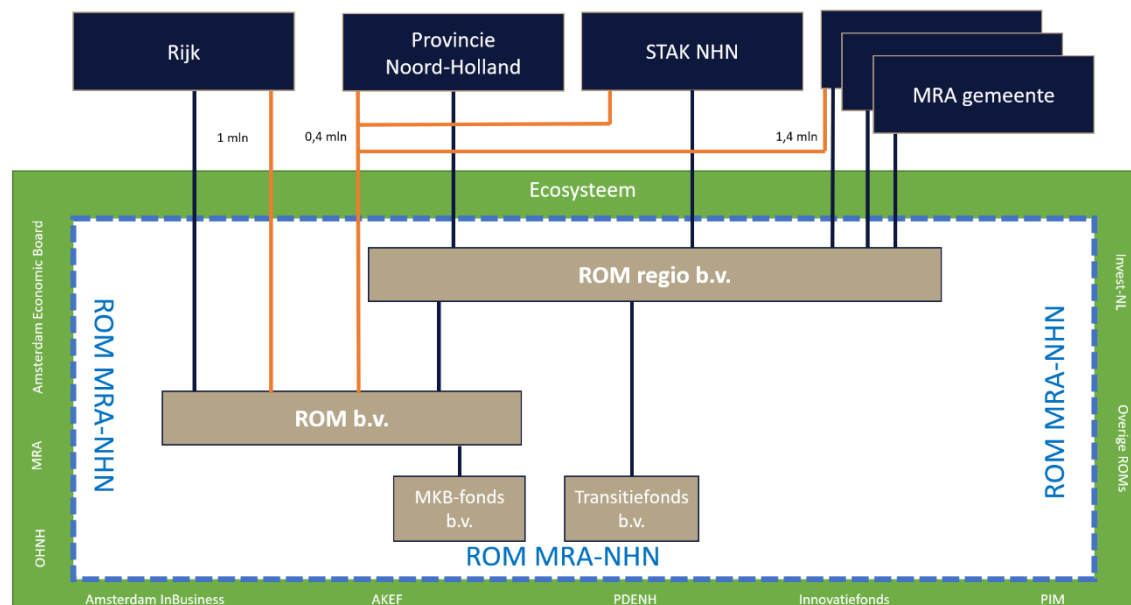 Rijk
Provincie
Noord-Holland
STAK NHN
MRA gemeente
1 mln
0,4 mln
1,4 mln
Ecosysteem
Amsterdam Economic Board
MRA
OHNH
ROM MRA-NHN
ROM regio b.v.
ROM b.v.
MKB-fonds
b.v.
Transitiefonds
b.v.
ROM MRA-NHN
ROM MRA-NHN
Invest-NL
Overige ROMs
Amsterdam InBusiness
AKEF
PDENH
Innovatiefonds
PIM